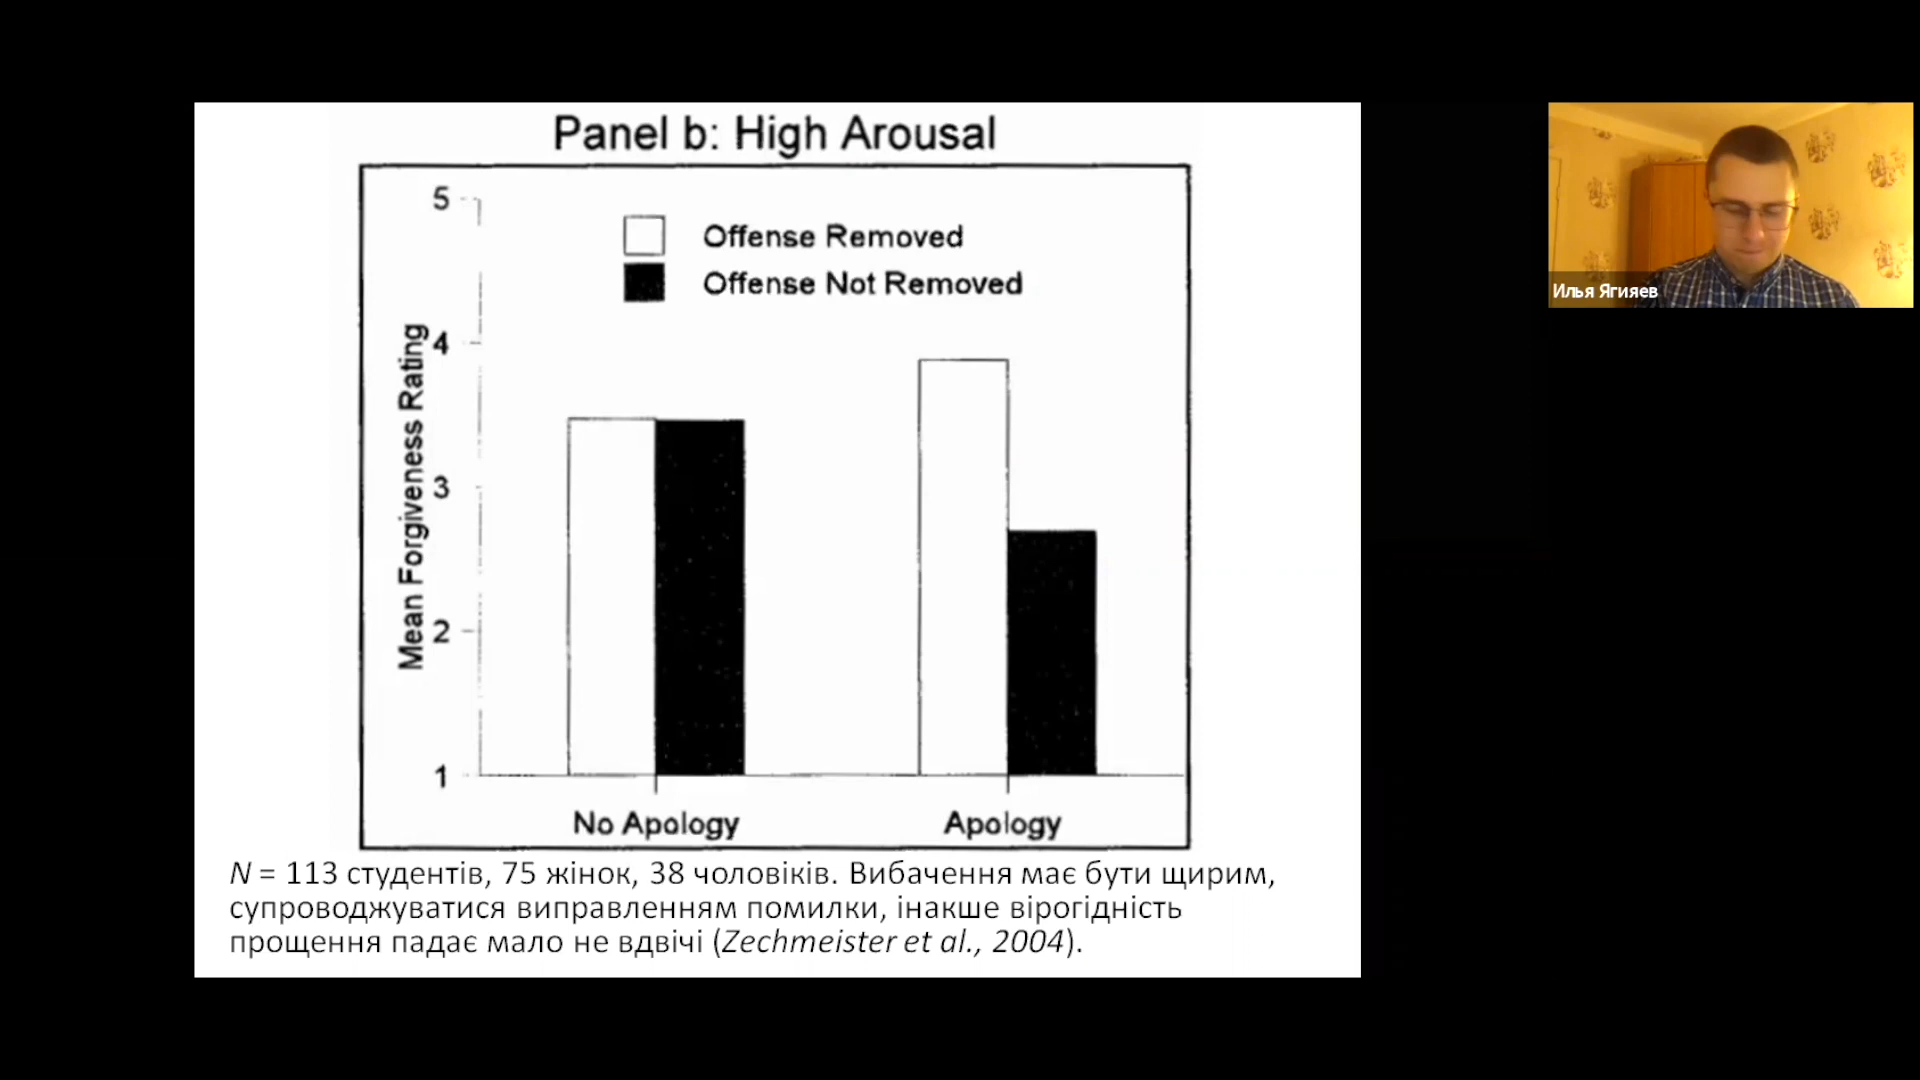 Panel b: High Arousal
5
Offense Removed
Offense Not Removed
4
Mean Forgiveness Rating
3
2
1
No Apology
Apology
N = 113 студентів, 75 жінок, 38 чоловіків. Вибачення має бути щирим,
супроводжуватися виправленням помилки, інакше вірогідність
прощення падає мало не вдвічі (Zechmeister et al., 2004).
Илья Ягияев